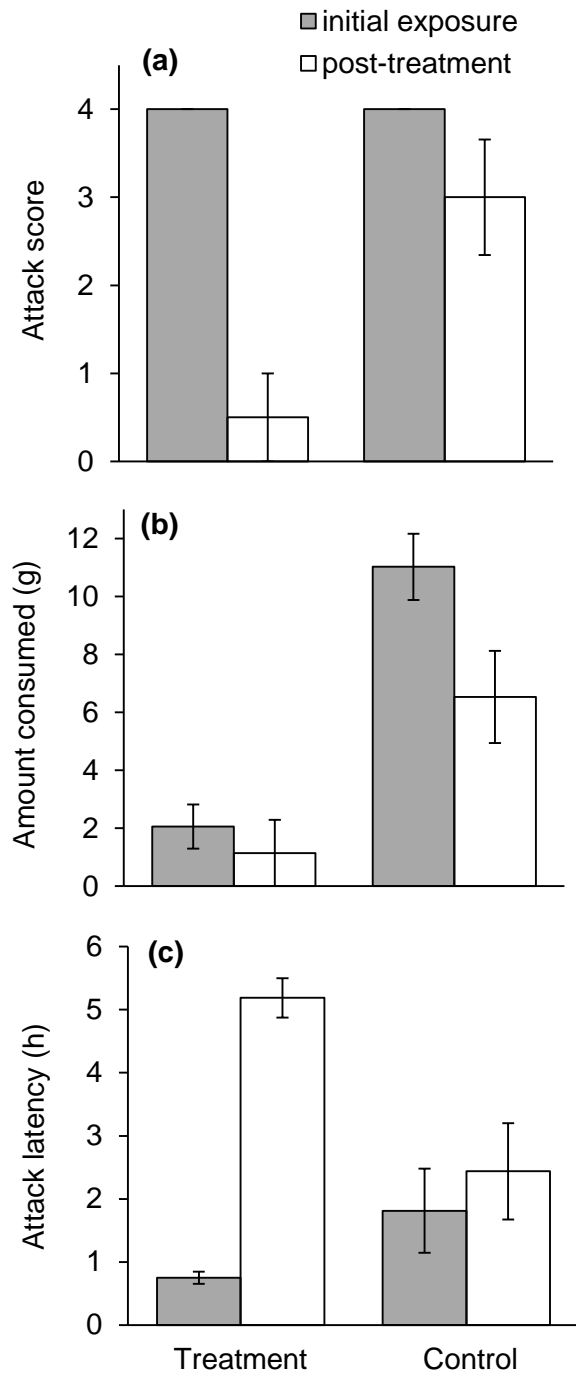 initial exposure
post-treatment
(a)
Attack score
4
3
2
1
0
(b)
Amount consumed (g)
12
10
8
6
4
2
0
(c)
Attack latency (h)
6
5
4
3
2
1
0
Treatment
Control